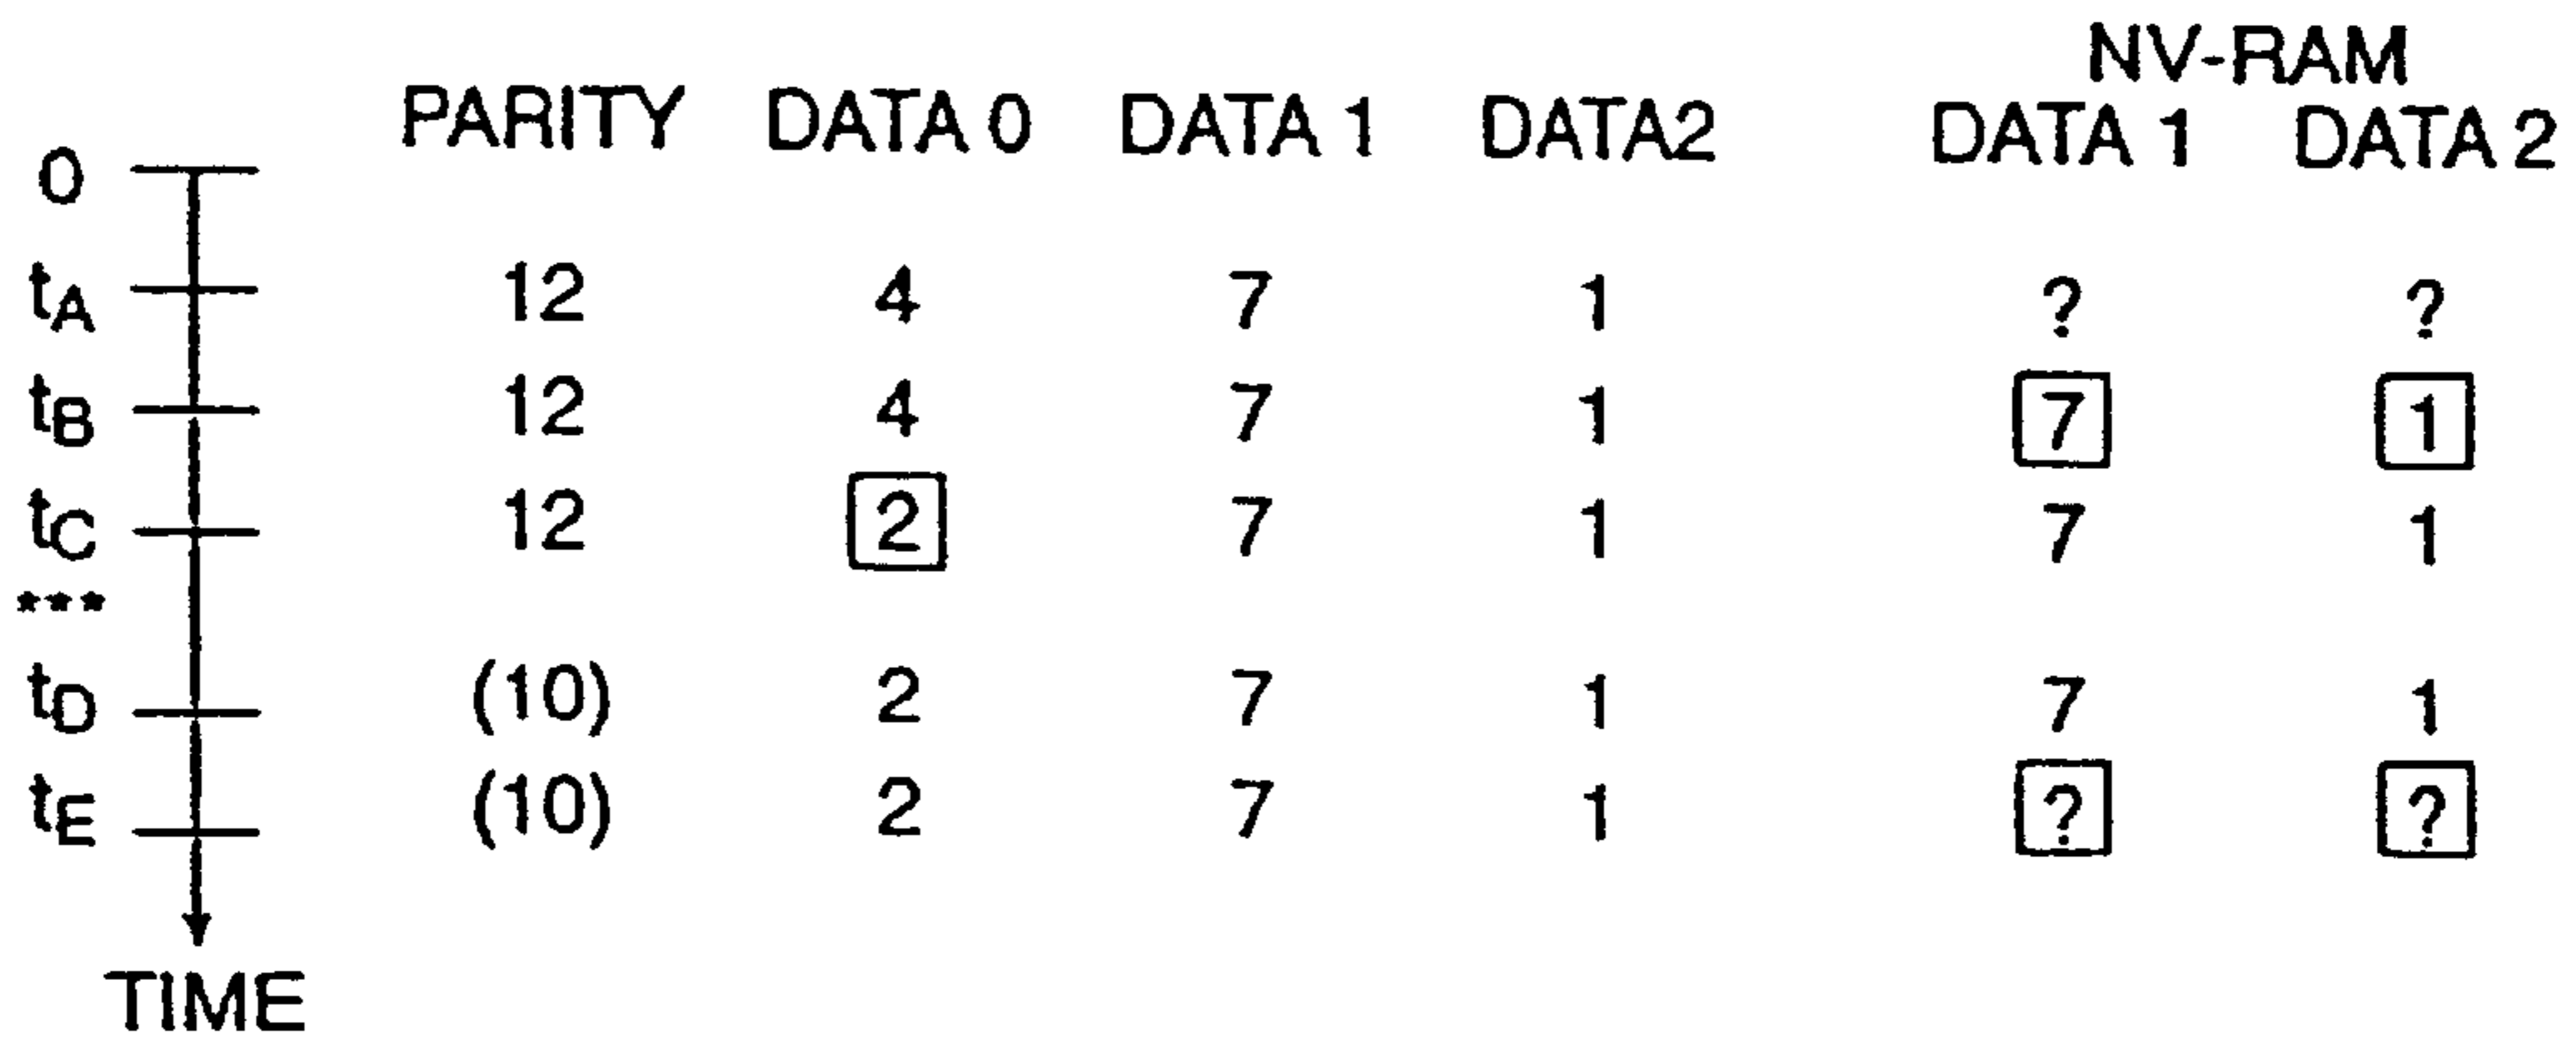 NV-RAM
PARITY DATA 0 DATA 1 DATA2 DATA 1 DATA 2
0
tA 12 4 7 1 ? ?
tB 12 4 7 1 7 1
tC 12 2 7 1 7 1
***
tD (10) 2 7 1 7 1
tE (10) 2 7 1 ? ?
TIME